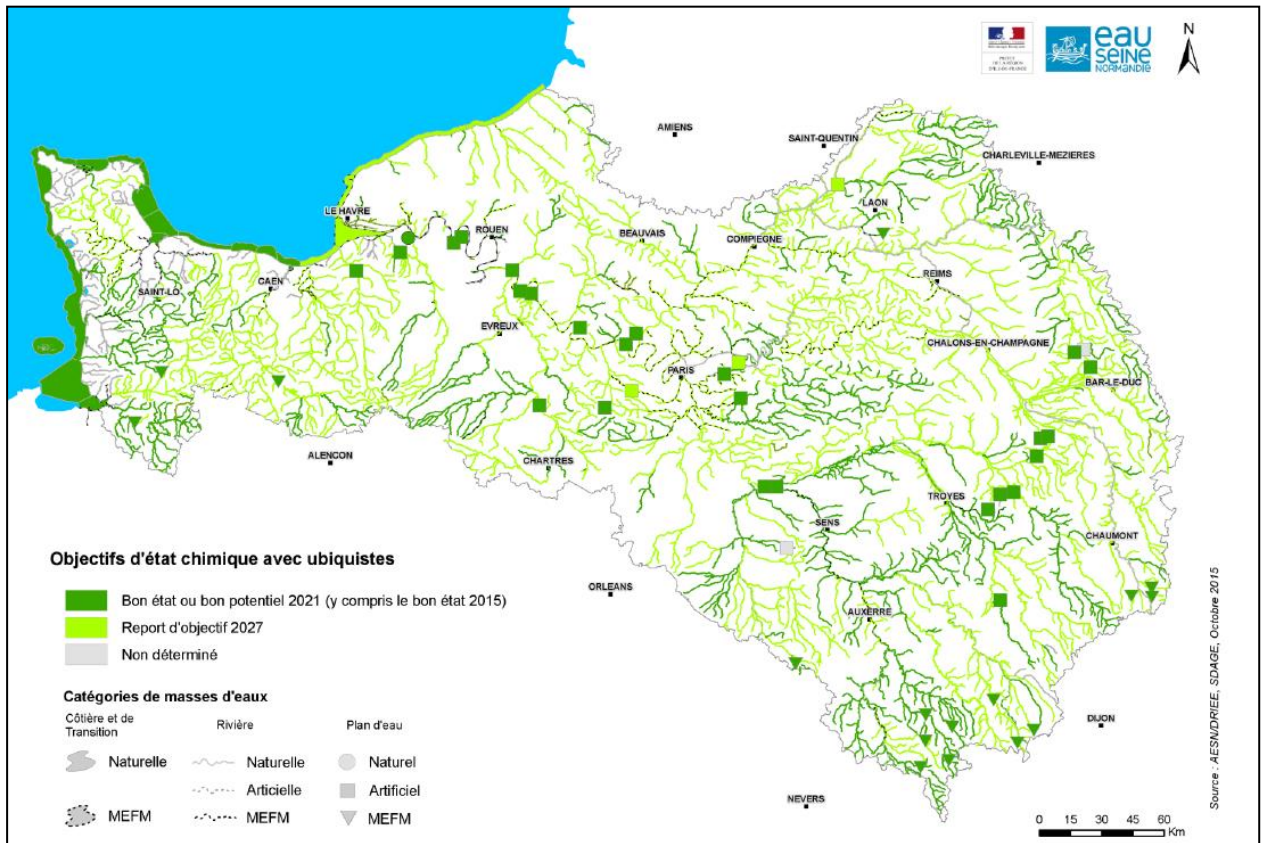 eau
SEINE
NORMANDIE
N
AMIENS
SAINT-QUENTIN
CHARLEVILLE-MEZIERES
LAON
LE HAVRE
ROUEN
BEAUVAIS
COMPIEGNE
REIMS
CAEN
SAINT-LO
EVREUX
CHALONS-EN-CHAMPAGNE
PARIS
BAR-LE-DUC
ALENCON
CHARTRES
TROYES
SENS
CHAUMONT
ORLEANS
AUXERRE
DIJON
NEVERS
Objectifs d'état chimique avec ubiquistes
Bon état ou bon potentiel 2021 (y compris le bon état 2015)
Report d'objectif 2027
Non déterminé
Catégories de masses d'eaux
Côtière et de
Transition
Rivière
Plan d'eau
Naturelle
Naturelle
Naturel
Articielle
Artificiel
MEFM
MEFM
MEFM
0 15 30 45 60
Km
Source : AESN/DRIEE, SDAGE, Octobre 2015